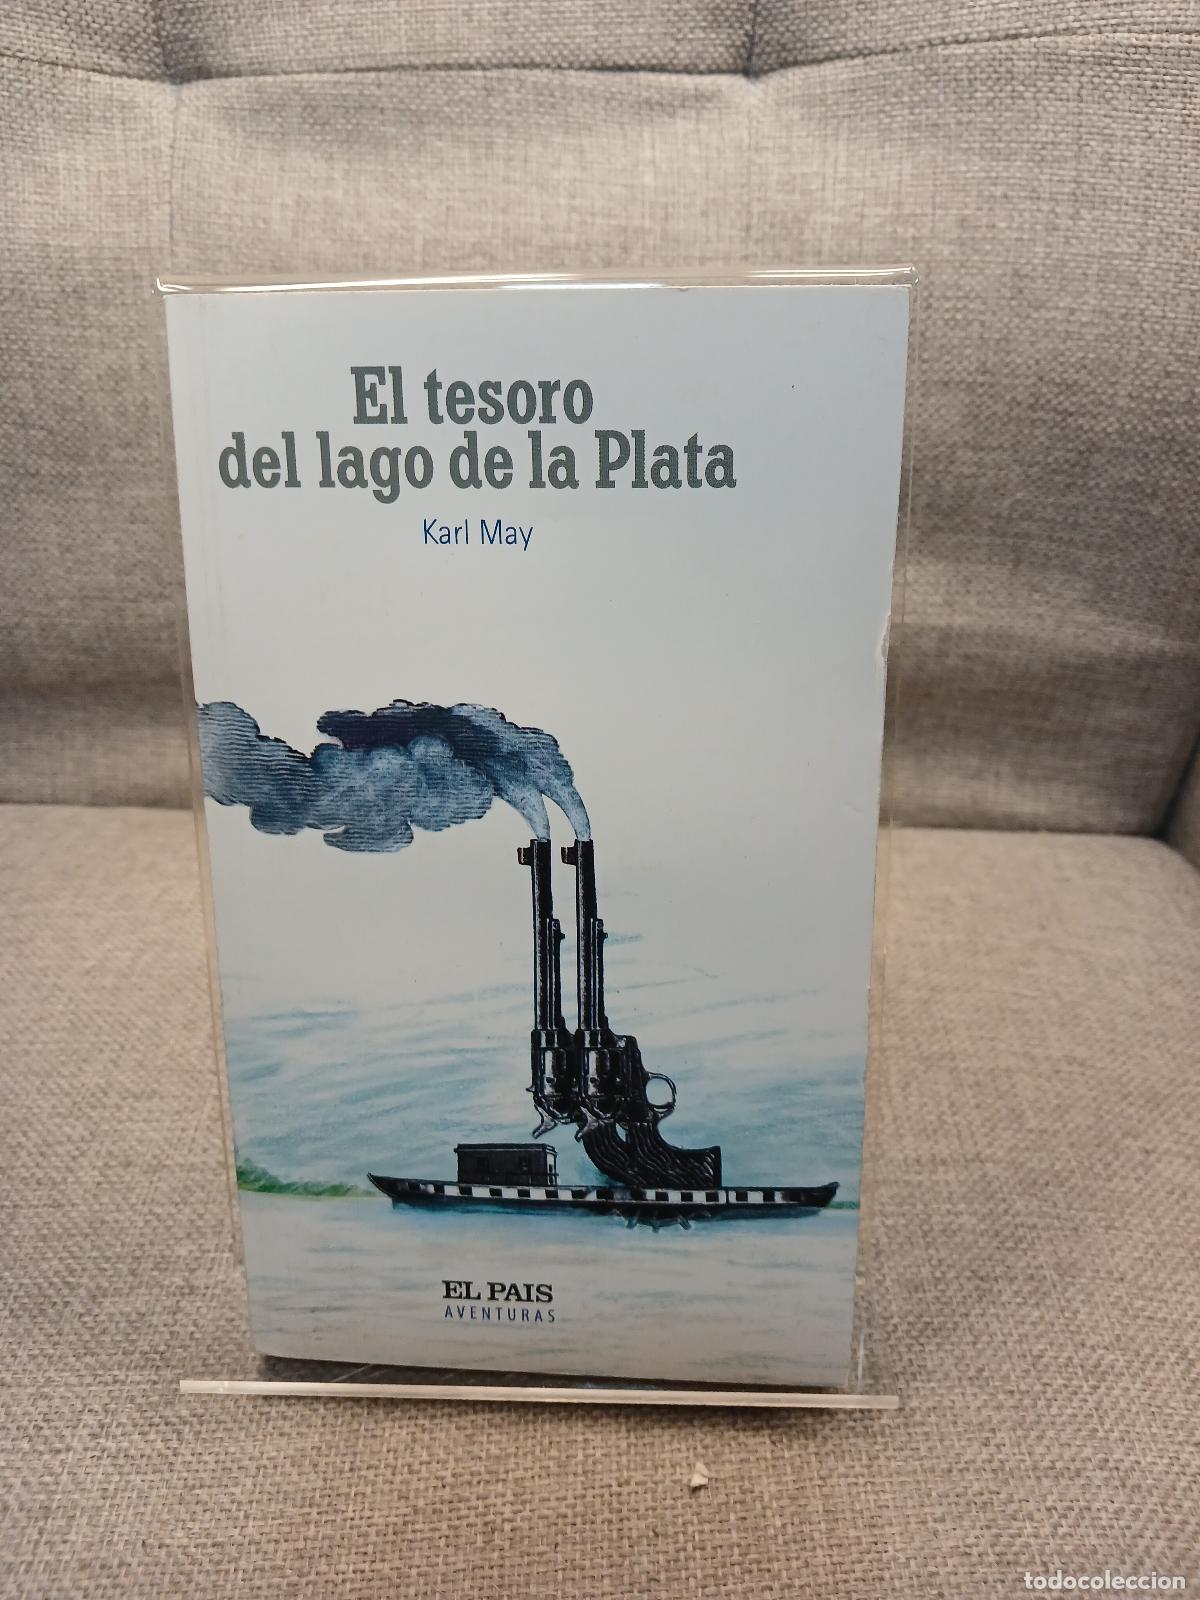 El tesoro
del lago de la Plata
Karl May
EL PAIS
AVENTURAS
todocoleccion